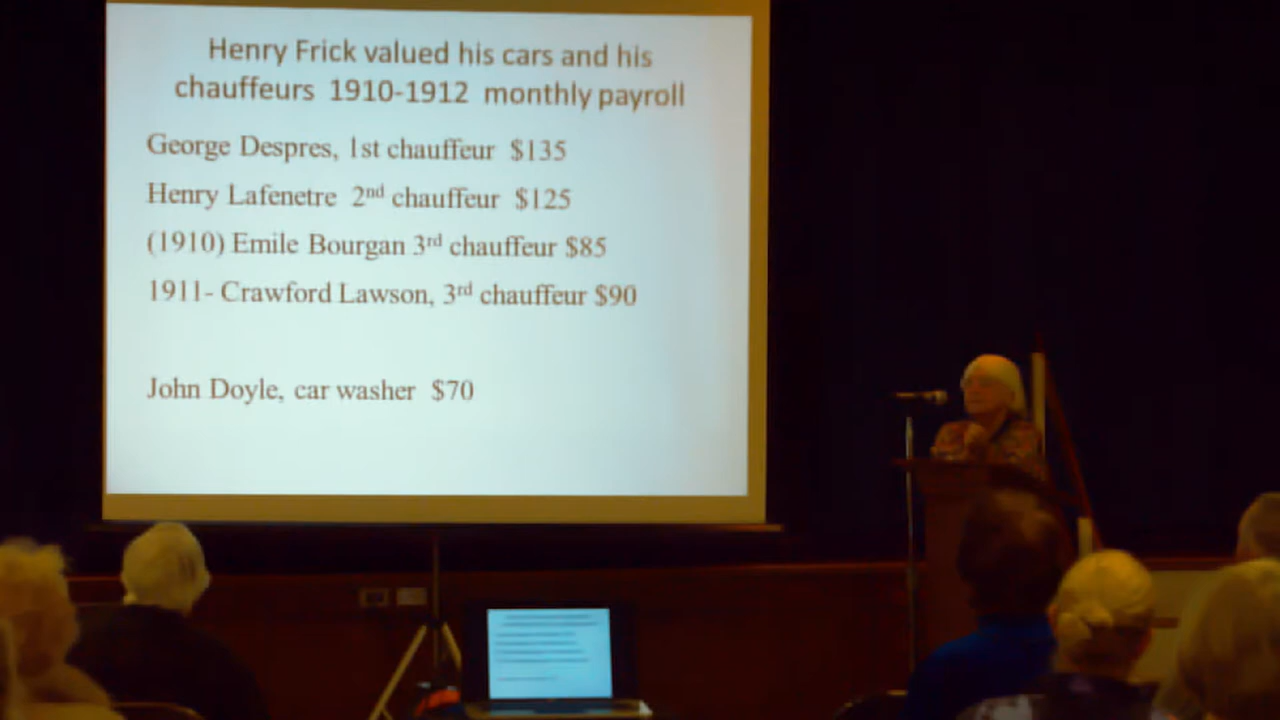 Henry Frick valued his cars and his
chauffeurs 1910-1912 monthly payroll
George Despres, 1st chauffeur $135
Henry Lafenetre 2nd chauffeur $125
(1910) Emile Bourgan 3rd chauffeur $85
1911- Crawford Lawson, 3rd chauffeur $90
John Doyle, car washer $70